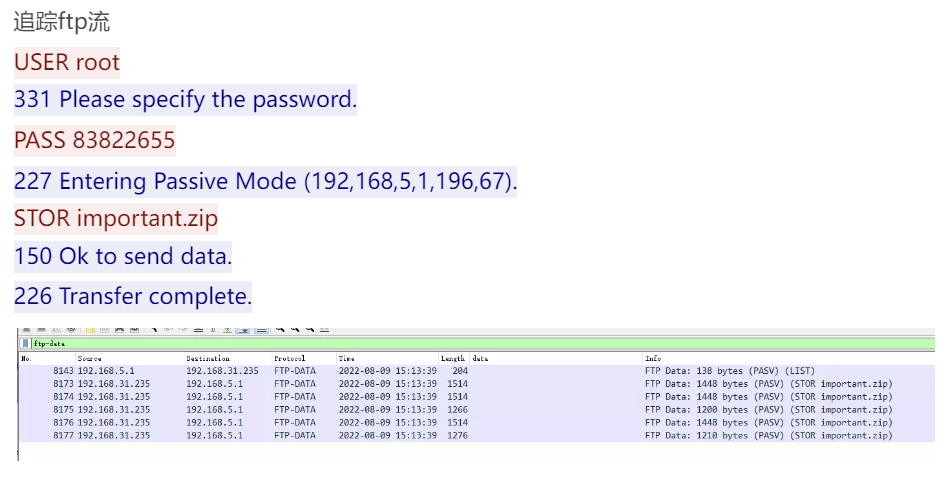 追踪ftp流
USER root
331 Please specify the password.
PASS 83822655
227 Entering Passive Mode (192,168,5,1,196,67).
STOR important.zip
150 Ok to send data.
226 Transfer complete.
ftp-data
No. Source Destination Protocol Time Length data Info
8143 192.168.5.1 192.168.31.235 FTP-DATA 2022-08-09 15:13:39 204 FTP Data: 138 bytes (PASV) (LIST)
8173 192.168.31.235 192.168.5.1 FTP-DATA 2022-08-09 15:13:39 1514 FTP Data: 1448 bytes (PASV) (STOR important.zip)
8174 192.168.31.235 192.168.5.1 FTP-DATA 2022-08-09 15:13:39 1514 FTP Data: 1448 bytes (PASV) (STOR important.zip)
8175 192.168.31.235 192.168.5.1 FTP-DATA 2022-08-09 15:13:39 1266 FTP Data: 1200 bytes (PASV) (STOR important.zip)
8176 192.168.31.235 192.168.5.1 FTP-DATA 2022-08-09 15:13:39 1514 FTP Data: 1448 bytes (PASV) (STOR important.zip)
8177 192.168.31.235 192.168.5.1 FTP-DATA 2022-08-09 15:13:39 1276 FTP Data: 1210 bytes (PASV) (STOR important.zip)